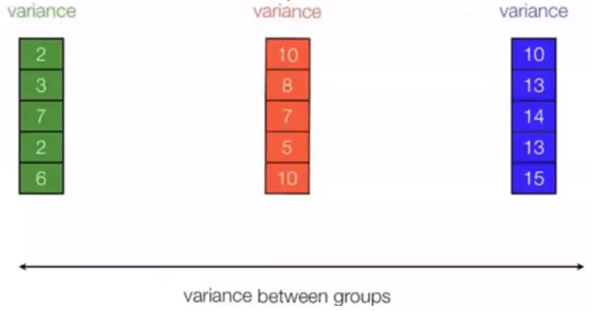 variance variance variance
2 10 10
3 8 13
7 7 14
2 5 13
6 10 15
variance between groups